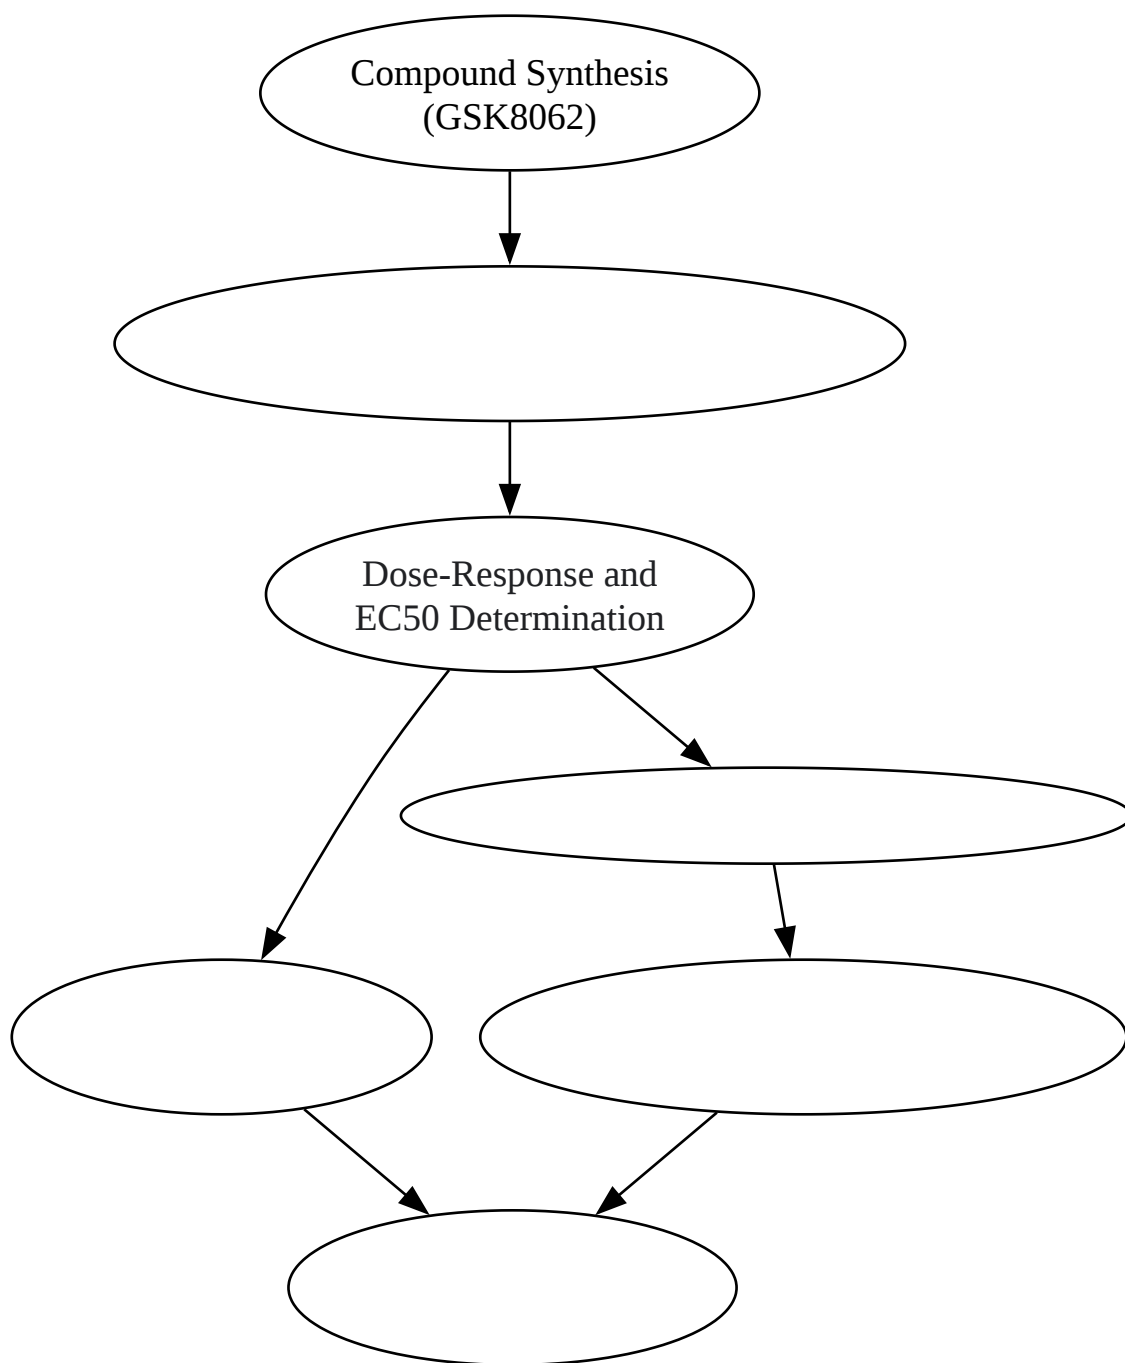 Compound Synthesis
(GSK8062)
Dose-Response and
EC50 Determination